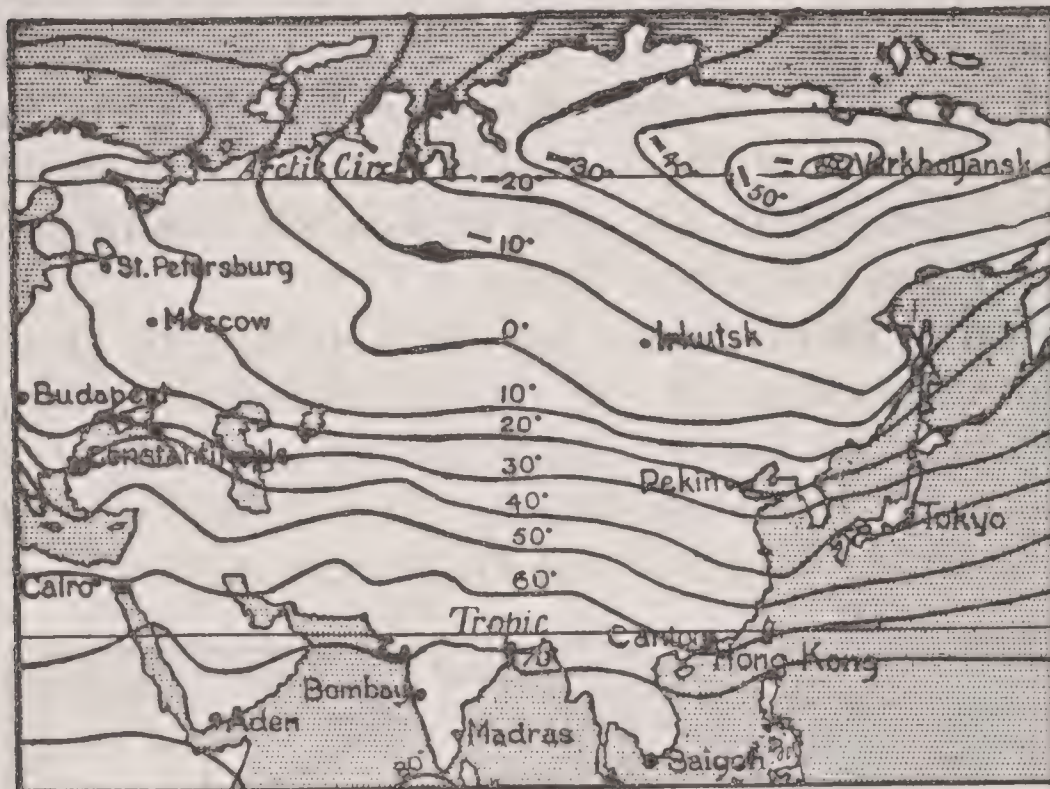 Arctic Circ
-20°
-30°
-40
-50°
Verkhoyansk
-10°
St. Petersburg
Moscow
0°
Irkutsk
Budapest
10°
20°
Constantinople
30°
Pekin
40°
Tokyo
50°
Cairo
60°
Tropic
Canton
70°
Hong Kong
Bombay
Aden
Madras
Saigon
80°